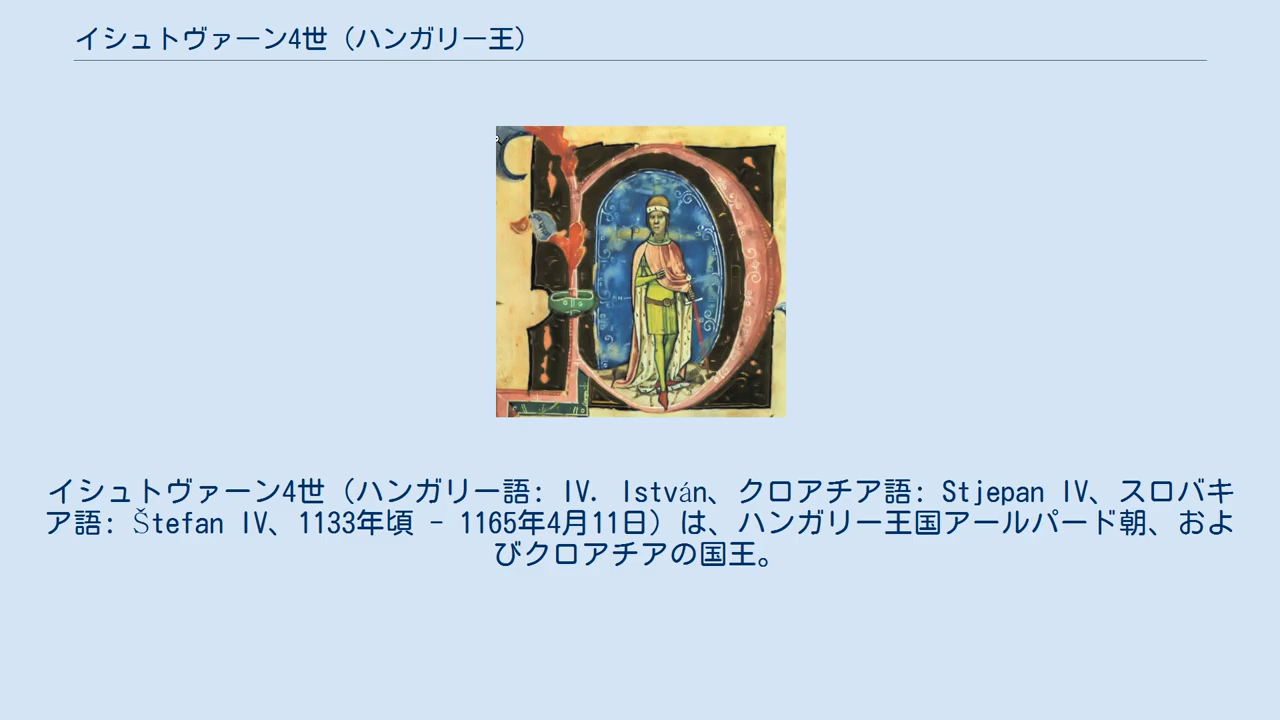 イシュトヴァーン4世（ハンガリー王）
イシュトヴァーン4世（ハンガリー語: IV. István、クロアチア語: Stjepan IV、スロバキ
ア語: Štefan IV、1133年頃 - 1165年4月11日）は、ハンガリー王国アールパード朝、およ
びクロアチアの国王。